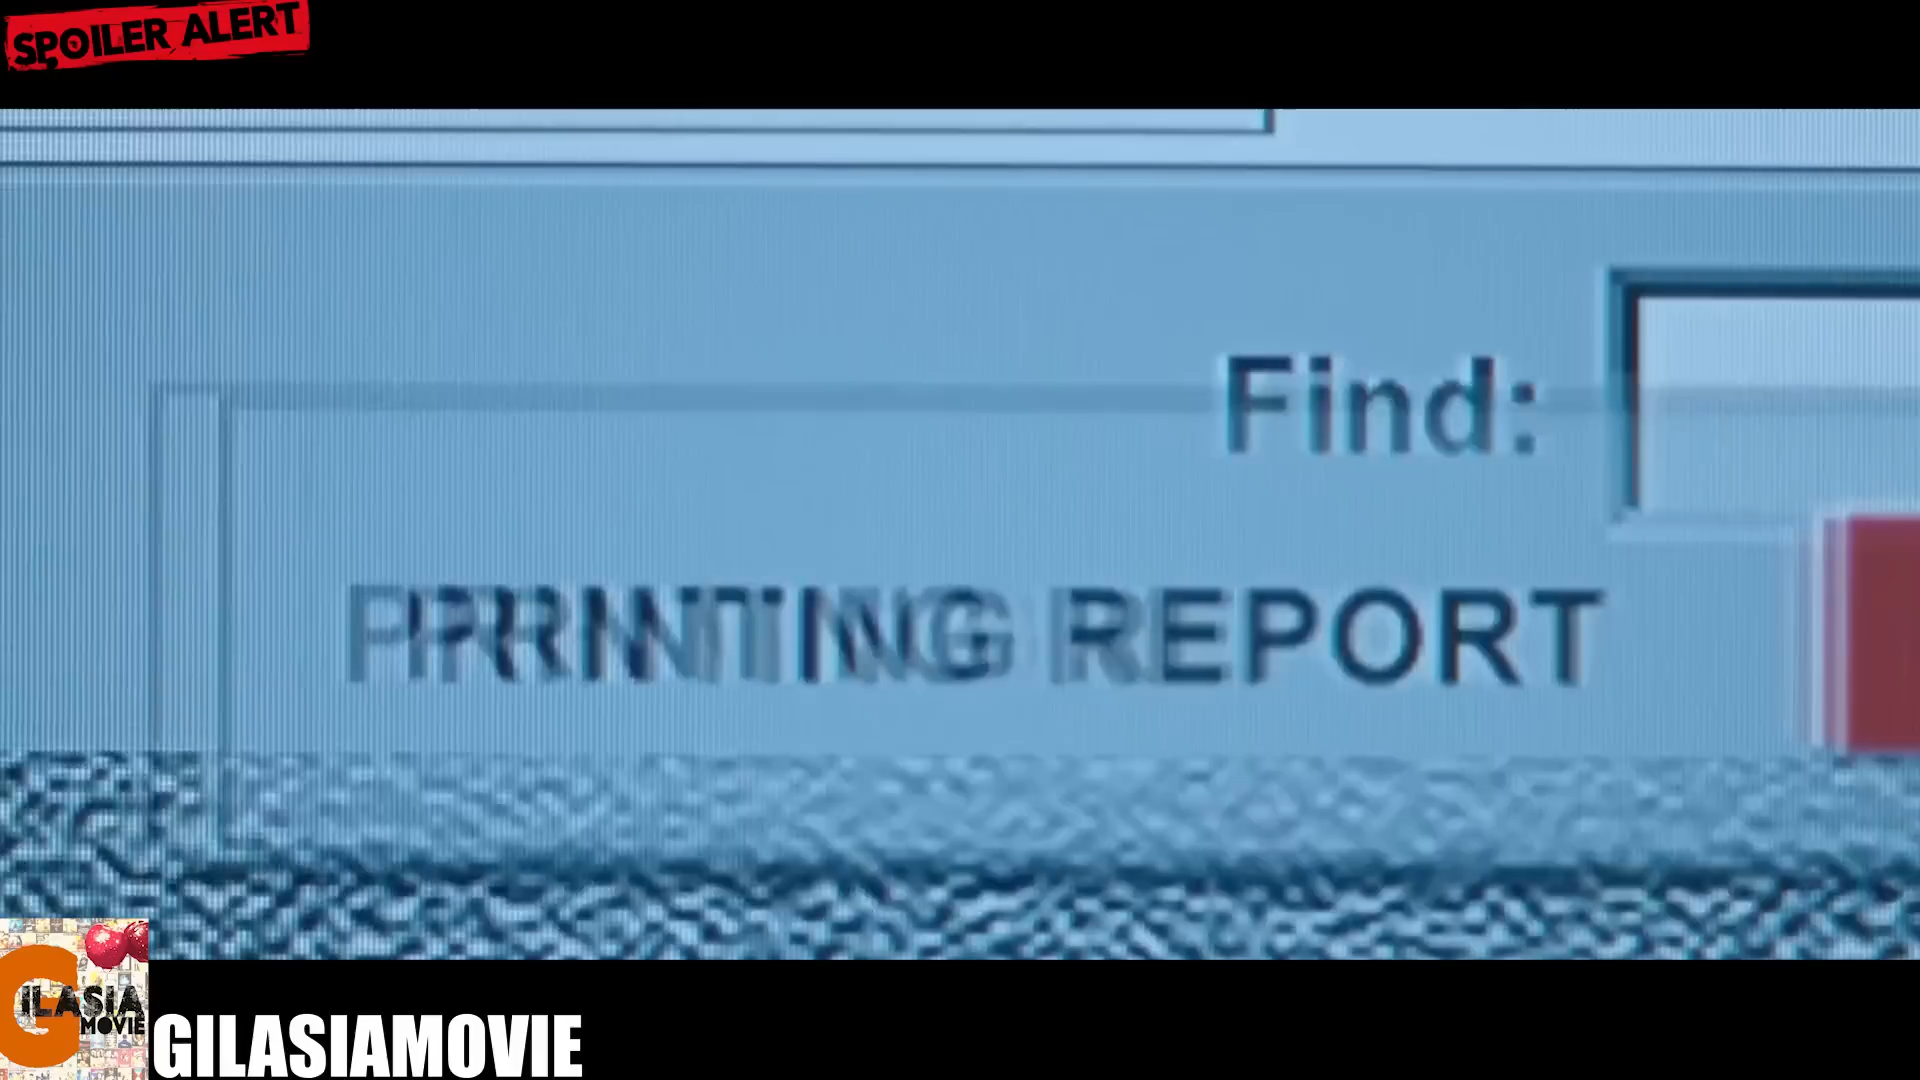 SPOILER ALERT
Find:
PRINTING REPORT
GILASIA
MOVIE
GILASIAMOVIE